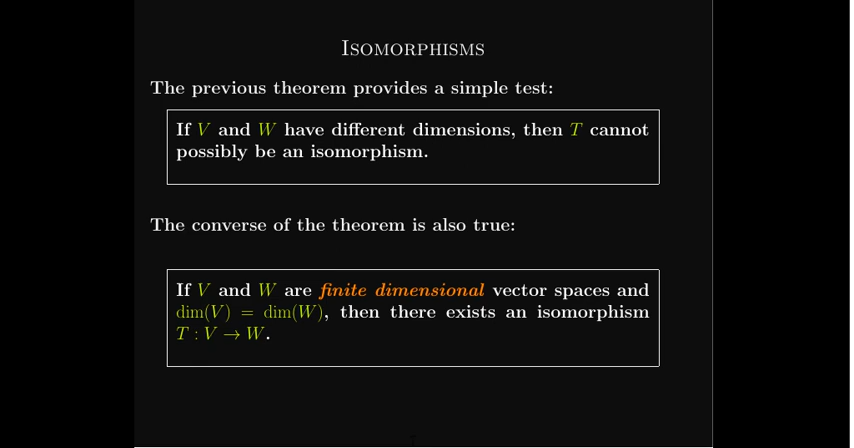 Isomorphisms
The previous theorem provides a simple test:
If V and W have different dimensions, then T cannot
possibly be an isomorphism.
The converse of the theorem is also true:
If V and W are finite dimensional vector spaces and
dim(V) = dim(W), then there exists an isomorphism
T : V → W.